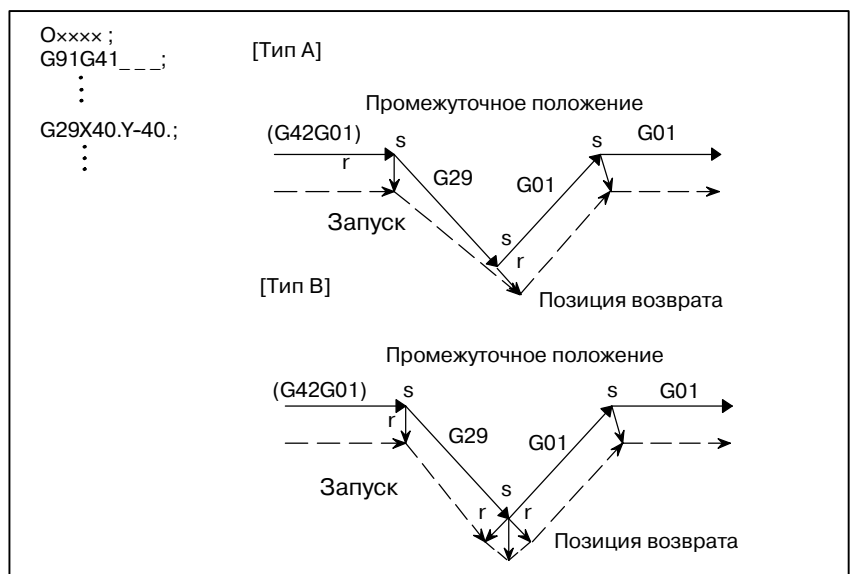 O×××× ;
G91G41_ _ _;
G29X40.Y-40.;
[Тип A]
Промежуточное положение
(G42G01)
s
s
G01
r
G29
G01
Запуск
s
r
Позиция возврата
[Тип B]
Промежуточное положение
(G42G01)
s
s
G01
r
G29
G01
Запуск
s
r
r
Позиция возврата